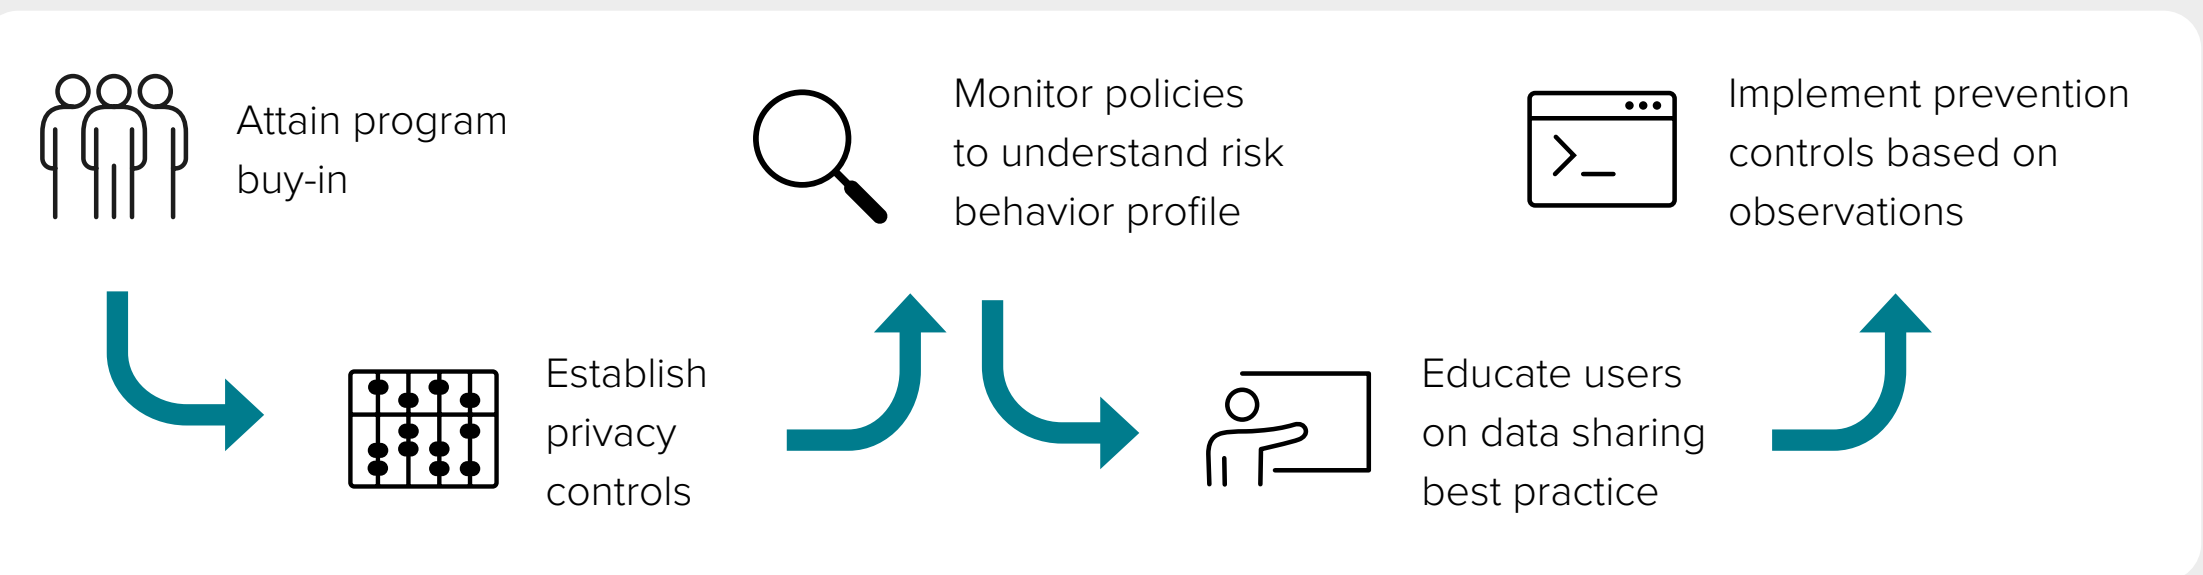 Attain program
buy-in
Establish
privacy
controls
Monitor policies
to understand risk
behavior profile
Educate users
on data sharing
best practice
Implement prevention
controls based on
observations